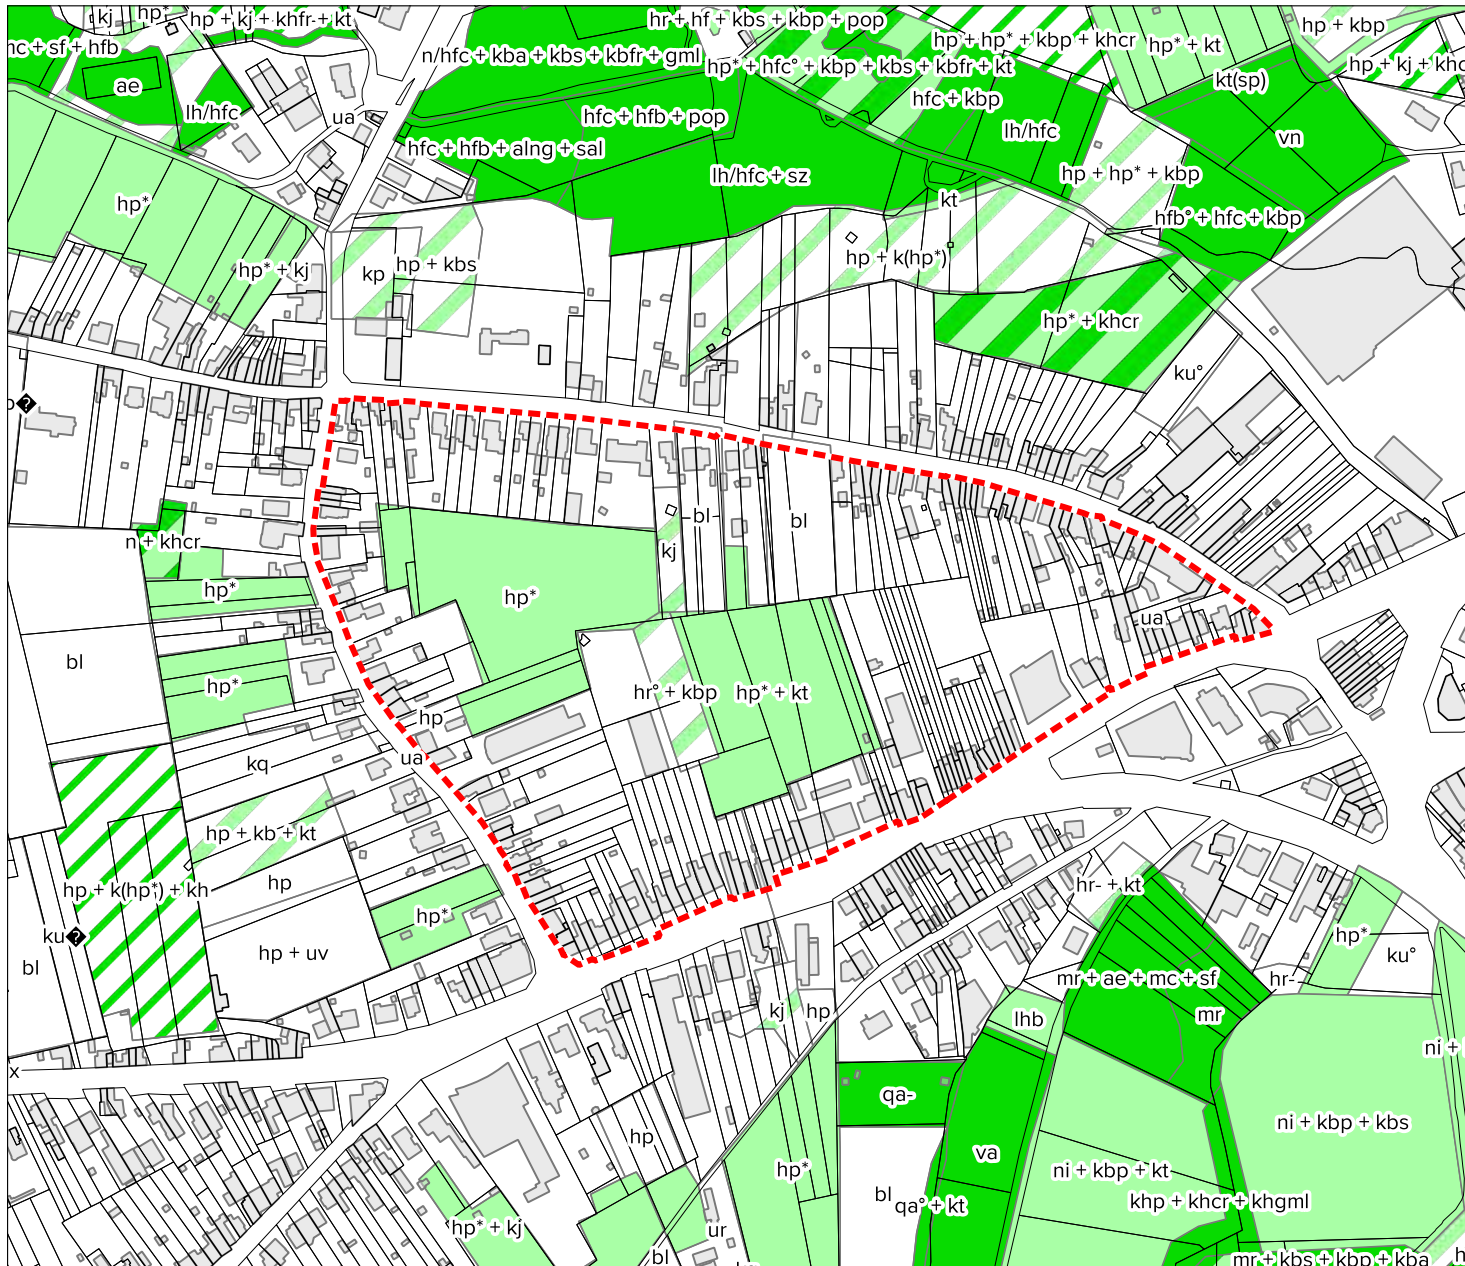 kj
hp*
hp + kj + khfr + kt
hr + hf + kbs + kbp + pop
hp + kbp
mc + sf + hfb
n/hfc + kba + kbs + kbfr + gml
hp + hp* + kbp + khcr
hp* + kt
hp* + hfc° + kbp + kbs + kbfr + kt
hp + kj + khc
kt(sp)
ae
hfc + kbp
lh/hfc
ua
hfc + hfb + pop
lh/hfc
vn
hfc + hfb + alng + sal
lh/hfc + sz
hp + hp* + kbp
hp*
kt
hfb° + hfc + kbp
hp* + kj
kp
hp + kbs
hp + k(hp*)
hp* + khcr
ku°
�
bl
bl
n + khcr
kj
hp*
hp*
ua
bl
hp*
hr° + kbp
hp* + kt
hp
ua
kq
hp + kb + kt
hp
hp + k(hp*) + kh
hr- + kt
hp*
ku�
hp*
ku°
hp + uv
bl
mr + ae + mc + sf
hr-
kj
hp
lhb
mr
ni +
x
qa-
ni + kbp + kbs
hp
va
hp*
ni + kbp + kt
bl
qa° + kt
khp + khcr + khgml
hp* + kj
ur
bl
mr + kbs + kbp + kba